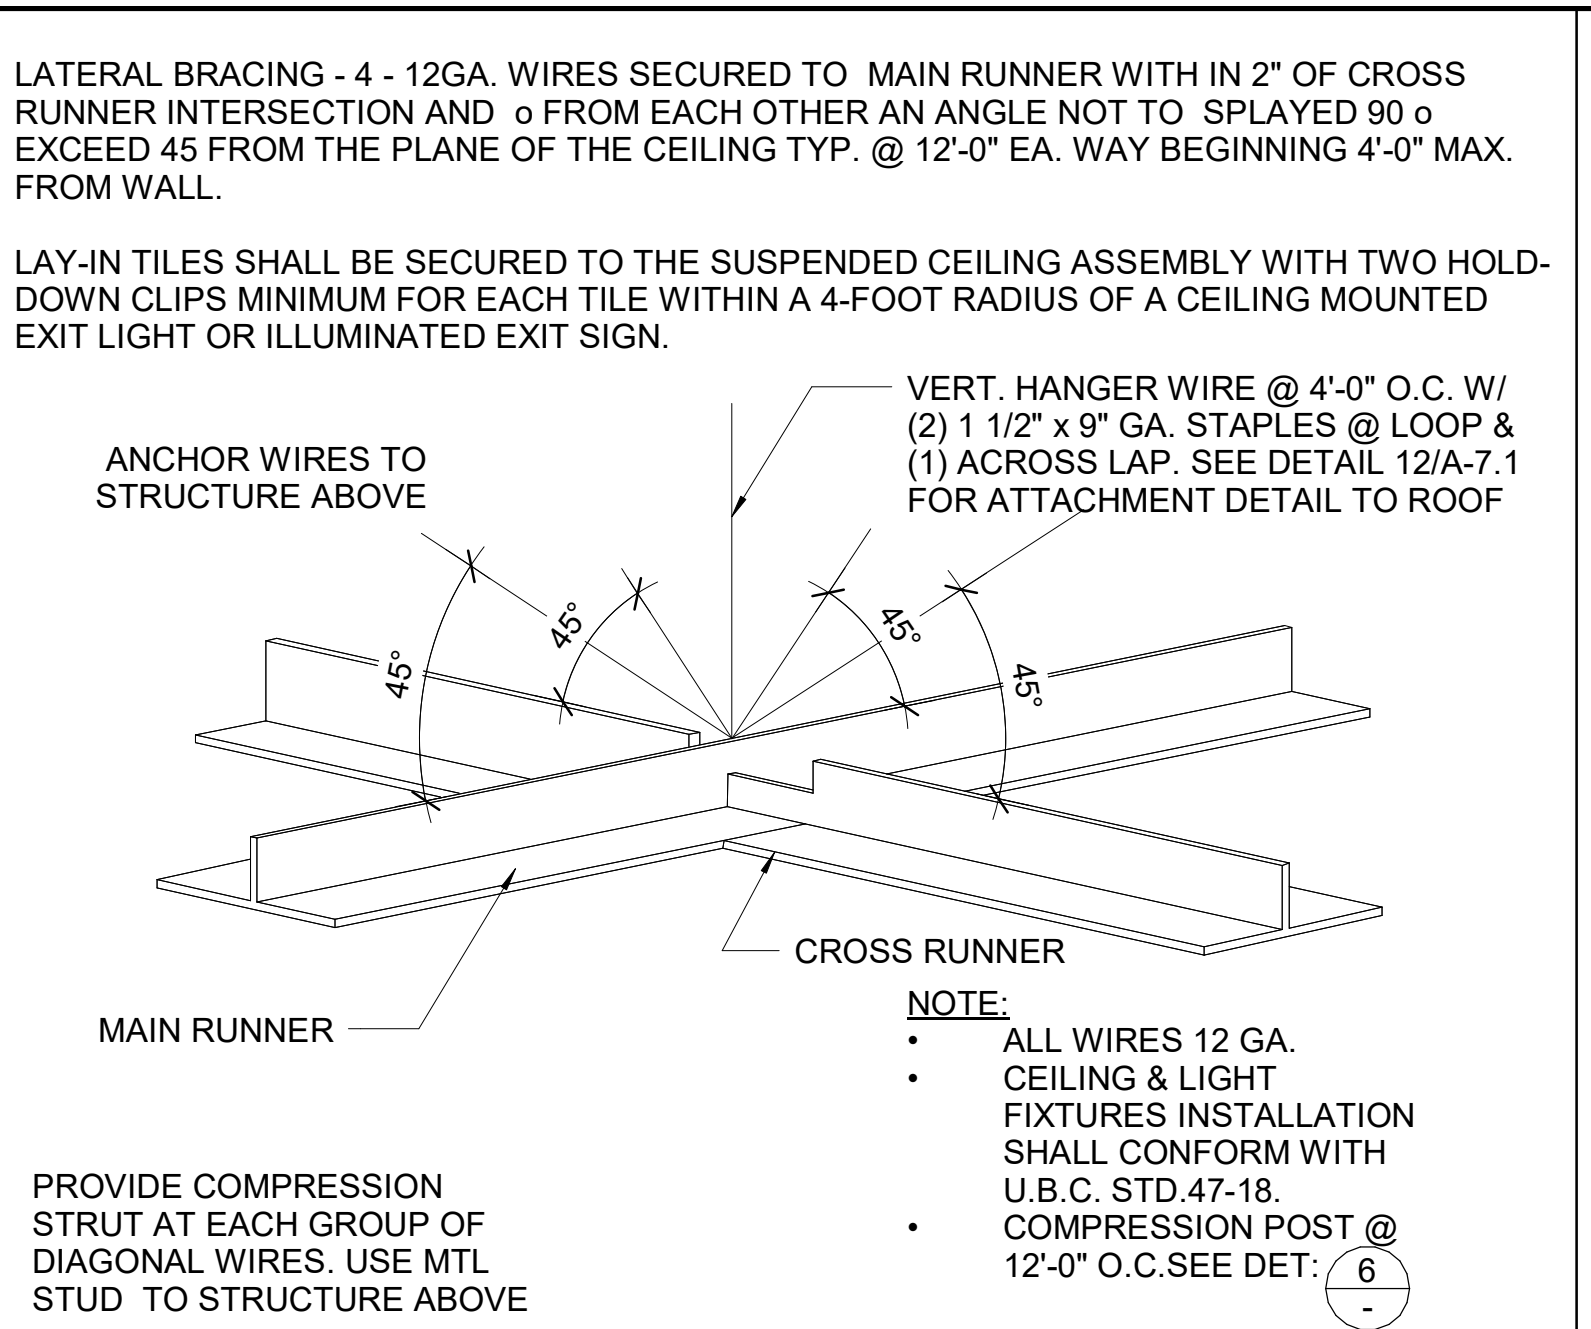 LATERAL BRACING - 4 - 12GA. WIRES SECURED TO MAIN RUNNER WITH IN 2" OF CROSS
RUNNER INTERSECTION AND o FROM EACH OTHER AN ANGLE NOT TO SPLAYED 90 o
EXCEED 45 FROM THE PLANE OF THE CEILING TYP. @ 12'-0" EA. WAY BEGINNING 4'-0" MAX.
FROM WALL.
LAY-IN TILES SHALL BE SECURED TO THE SUSPENDED CEILING ASSEMBLY WITH TWO HOLD-
DOWN CLIPS MINIMUM FOR EACH TILE WITHIN A 4-FOOT RADIUS OF A CEILING MOUNTED
EXIT LIGHT OR ILLUMINATED EXIT SIGN.
VERT. HANGER WIRE @ 4'-0" O.C. W/
(2) 1 1/2" x 9" GA. STAPLES @ LOOP &
(1) ACROSS LAP. SEE DETAIL 12/A-7.1
FOR ATTACHMENT DETAIL TO ROOF
ANCHOR WIRES TO
STRUCTURE ABOVE
45°
45°
45°
45°
CROSS RUNNER
MAIN RUNNER
NOTE:
• ALL WIRES 12 GA.
• CEILING & LIGHT
FIXTURES INSTALLATION
SHALL CONFORM WITH
U.B.C. STD.47-18.
• COMPRESSION POST @
12'-0" O.C.SEE DET:
6
-
PROVIDE COMPRESSION
STRUT AT EACH GROUP OF
DIAGONAL WIRES. USE MTL
STUD TO STRUCTURE ABOVE